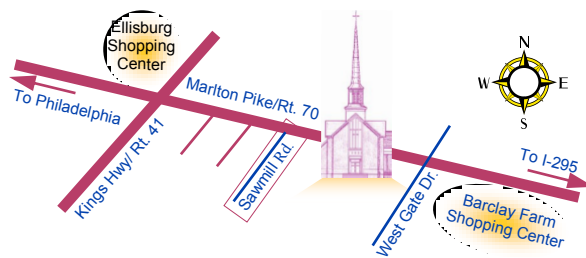 Ellisburg
Shopping
Center
N
W
E
S
Marlton Pike/Rt. 70
To Philadelphia
Kings Hwy/ Rt. 41
Sawmill Rd.
West Gate Dr.
To I-295
Barclay Farm
Shopping Center